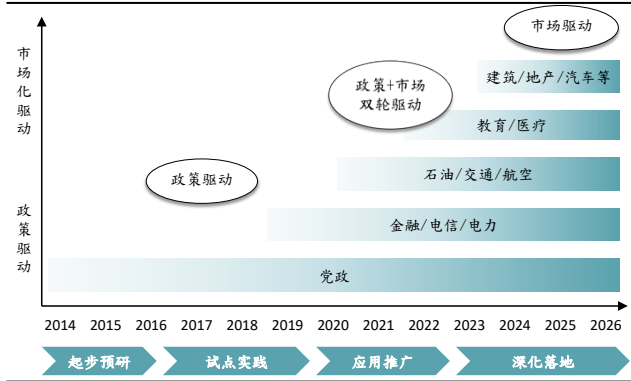 市场驱动
市场化驱动
建筑/地产/汽车等
政策+市场
双轮驱动
教育/医疗
政策驱动
石油/交通/航空
政策驱动
金融/电信/电力
党政
2014 2015 2016 2017 2018 2019 2020 2021 2022 2023 2024 2025 2026
起步预研 试点实践 应用推广 深化落地